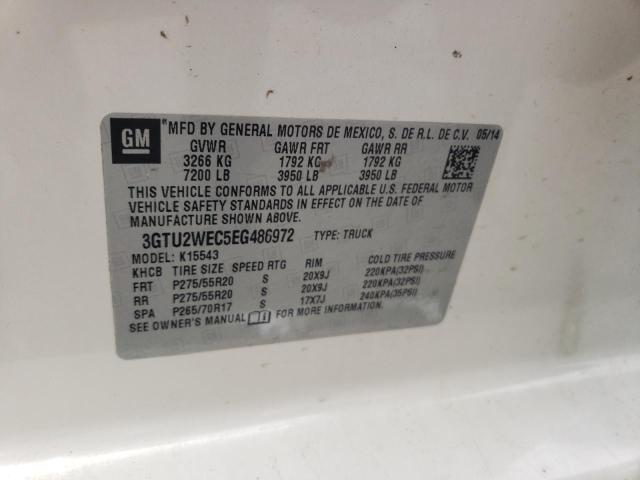 GM
"MFD BY GENERAL MOTORS DE MEXICO, S. DE R.L. DE C.V. 05/14
GVWR GAWR FRT GAWR RR
3266 KG 1792 KG 1792 KG
7200 LB 3950 LB 3950 LB
THIS VEHICLE CONFORMS TO ALL APPLICABLE U.S. FEDERAL MOTOR
VEHICLE SAFETY STANDARDS IN EFFECT ON THE DATE OF
MANUFACTURE SHOWN ABOVE.
3GTU2WEC5EG486972 TYPE: TRUCK
MODEL: K15543
KHCB TIRE SIZE SPEED RTG RIM COLD TIRE PRESSURE
FRT P275/55R20 S 20X9J 220KPA(32PSI)
RR P275/55R20 S 20X9J 220KPA(32PSI)
SPA P265/70R17 S 17X7J 240KPA(35PSI)
SEE OWNER'S MANUAL FOR MORE INFORMATION.